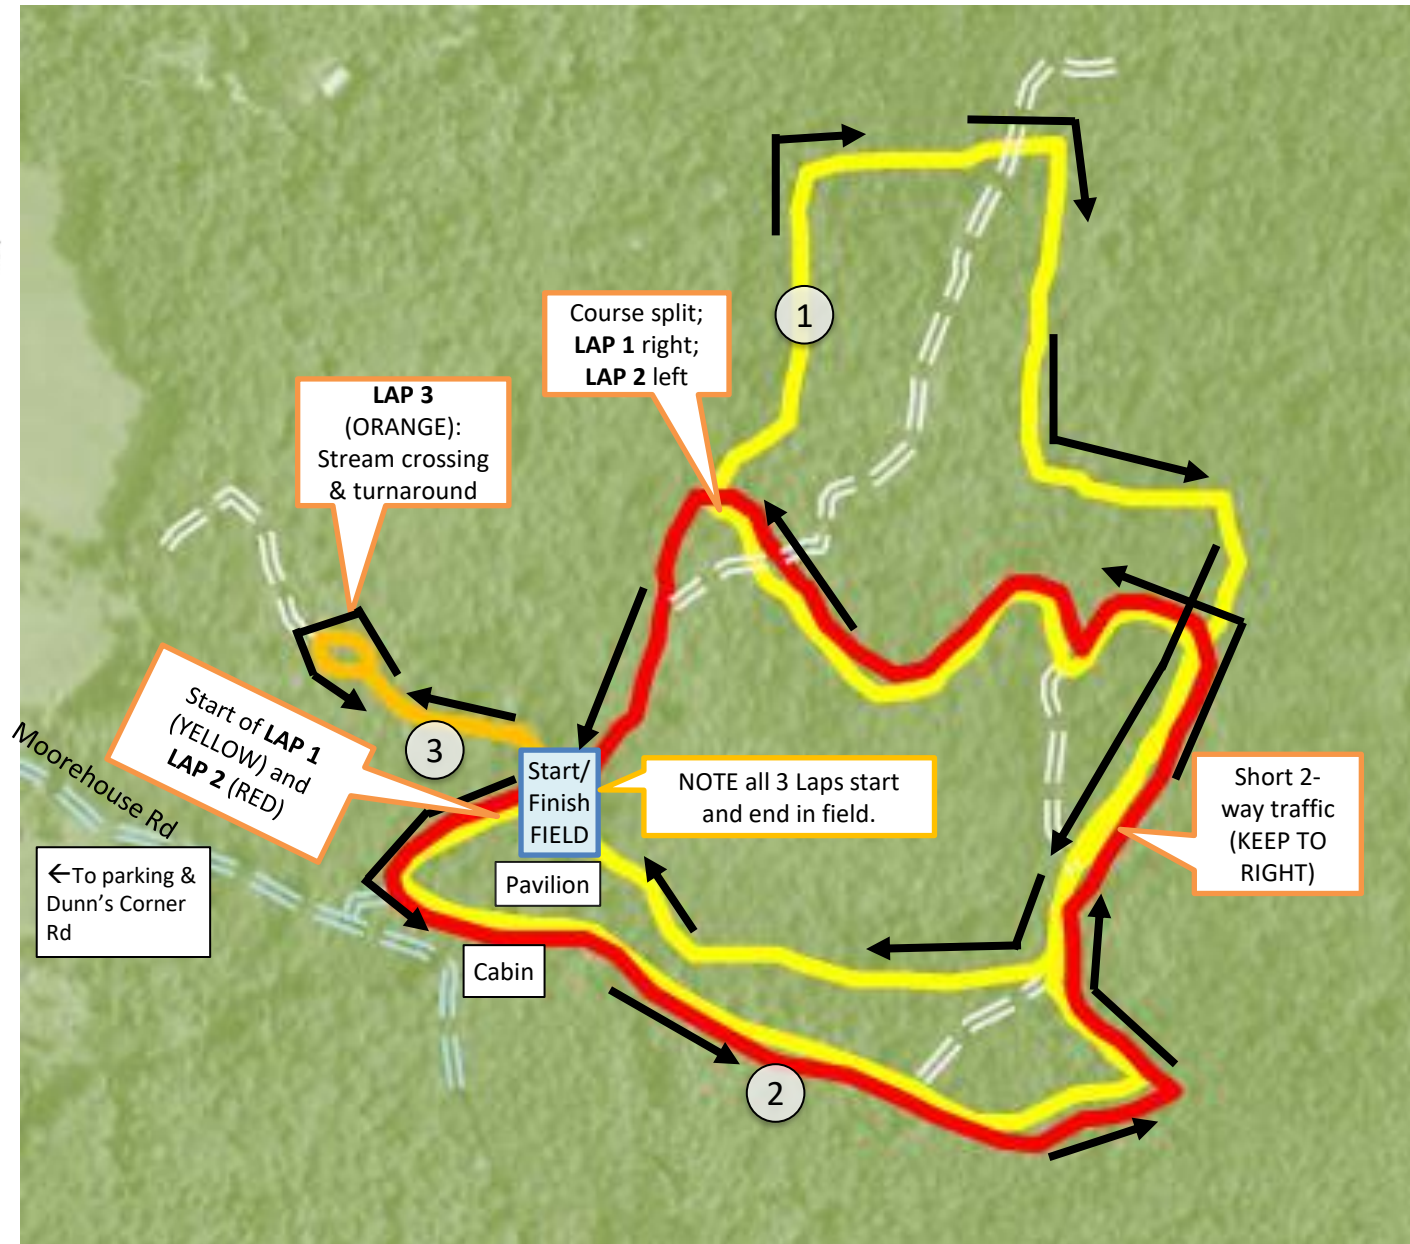 1
Course split;
LAP 1 right;
LAP 2 left
LAP 3
(ORANGE):
Stream crossing
& turnaround
Start of LAP 1
(YELLOW) and
LAP 2 (RED)
3
Start/
Finish
FIELD
NOTE all 3 Laps start
and end in field.
Short 2-
way traffic
(KEEP TO
RIGHT)
Moorehouse Rd
←To parking &
Dunn's Corner
Rd
Pavilion
Cabin
2